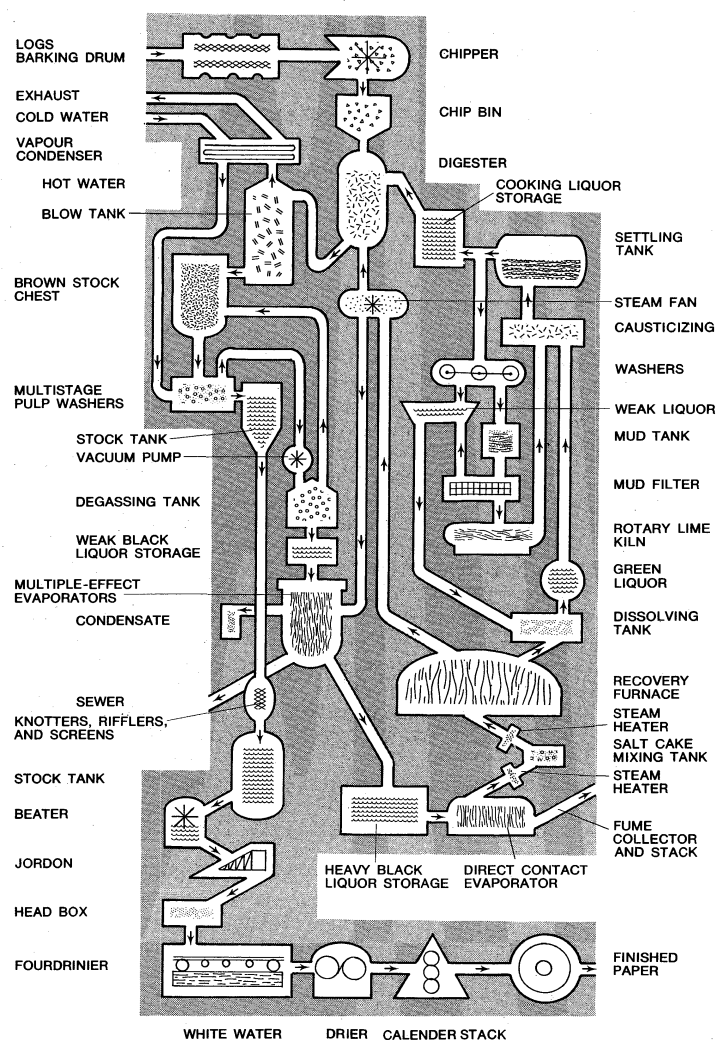 LOGS
BARKING DRUM
CHIPPER
EXHAUST
CHIP BIN
COLD WATER
VAPOUR
CONDENSER
DIGESTER
HOT WATER
COOKING LIQUOR
STORAGE
BLOW TANK
SETTLING
TANK
BROWN STOCK
CHEST
STEAM FAN
CAUSTICIZING
WASHERS
MULTISTAGE
PULP WASHERS
WEAK LIQUOR
STOCK TANK
MUD TANK
VACUUM PUMP
MUD FILTER
DEGASSING TANK
ROTARY LIME
KILN
WEAK BLACK
LIQUOR STORAGE
GREEN
LIQUOR
MULTIPLE-EFFECT
EVAPORATORS
CONDENSATE
DISSOLVING
TANK
RECOVERY
FURNACE
SEWER
STEAM
HEATER
KNOTTERS, RIFFLERS,
AND SCREENS
SALT CAKE
MIXING TANK
STOCK TANK
STEAM
HEATER
BEATER
FUME
COLLECTOR
AND STACK
JORDON
HEAVY BLACK
LIQUOR STORAGE
DIRECT CONTACT
EVAPORATOR
HEAD BOX
FOURDRINIER
FINISHED
PAPER
WHITE WATER
DRIER
CALENDER STACK